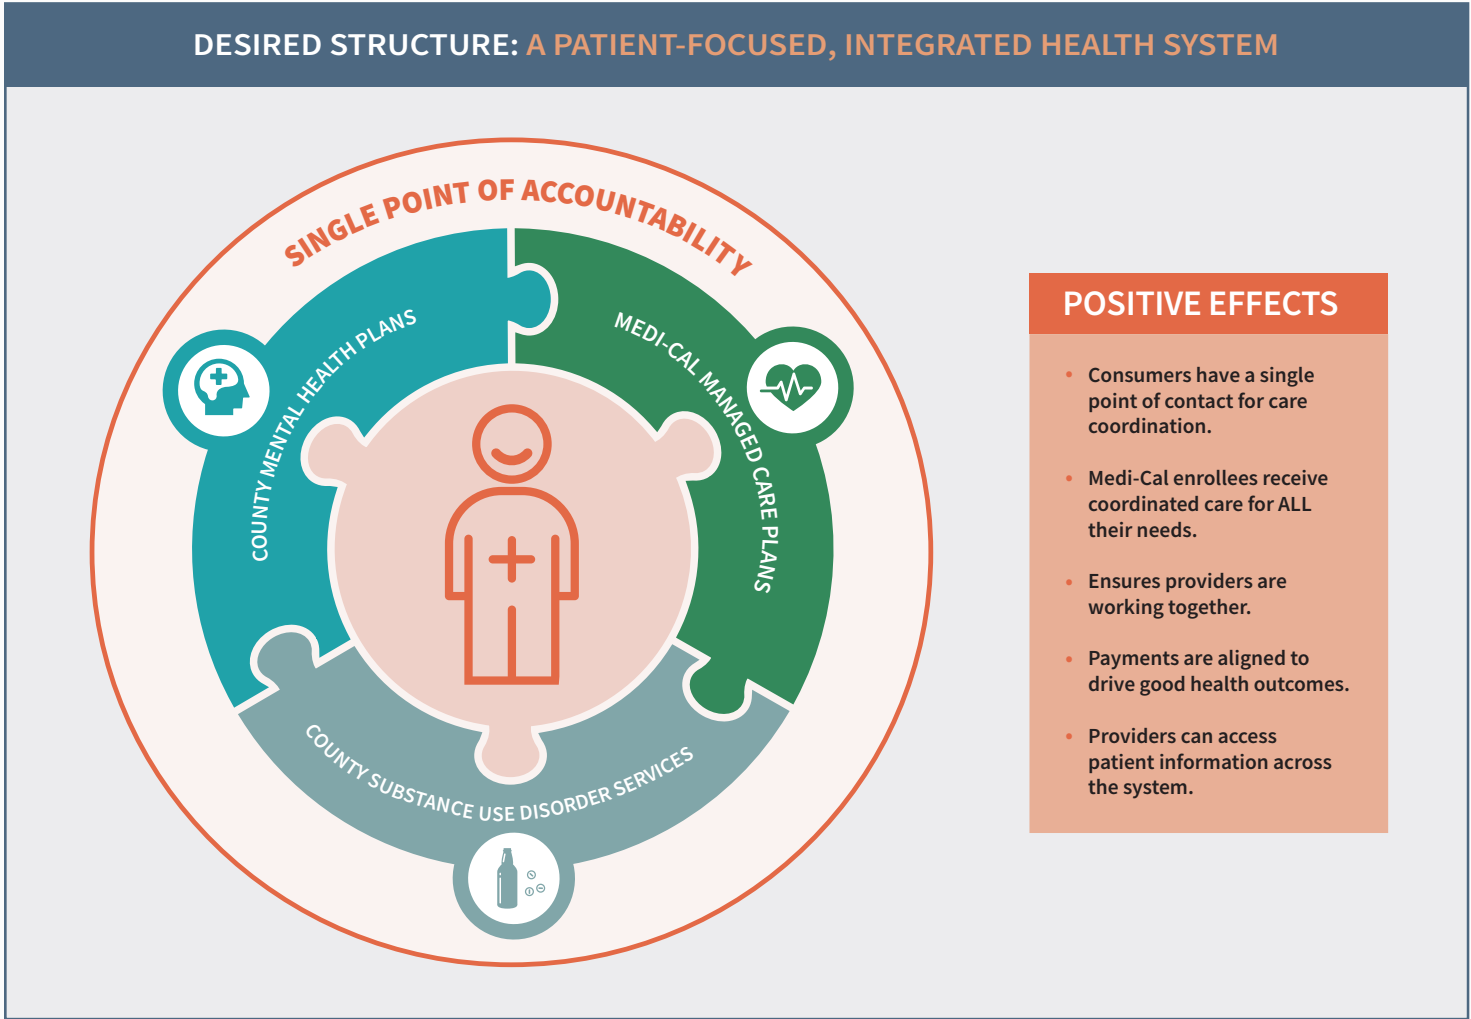 DESIRED STRUCTURE: A PATIENT-FOCUSED, INTEGRATED HEALTH SYSTEM
SINGLE POINT OF ACCOUNTABILITY
COUNTY MENTAL HEALTH PLANS
MEDI-CAL MANAGED CARE PLANS
COUNTY SUBSTANCE USE DISORDER SERVICES
POSITIVE EFFECTS
• Consumers have a single
point of contact for care
coordination.
• Medi-Cal enrollees receive
coordinated care for ALL
their needs.
• Ensures providers are
working together.
• Payments are aligned to
drive good health outcomes.
• Providers can access
patient information across
the system.